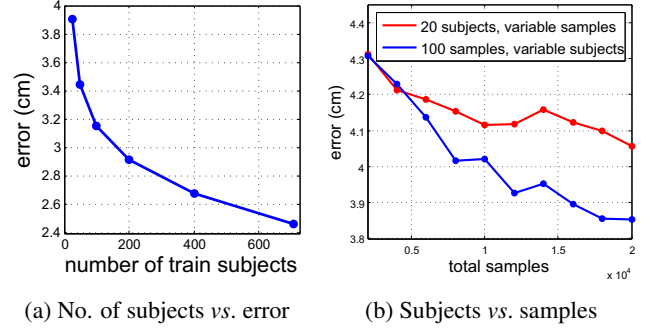 4
3.8
3.6
3.4
3.2
3
2.8
2.6
2.4
error (cm)
0 200 400 600
number of train subjects
(a) No. of subjects vs. error
4.4
4.3
4.2
4.1
4
3.9
3.8
error (cm)
20 subjects, variable samples
100 samples, variable subjects
0.5 1 1.5 2
x 10⁴
total samples
(b) Subjects vs. samples